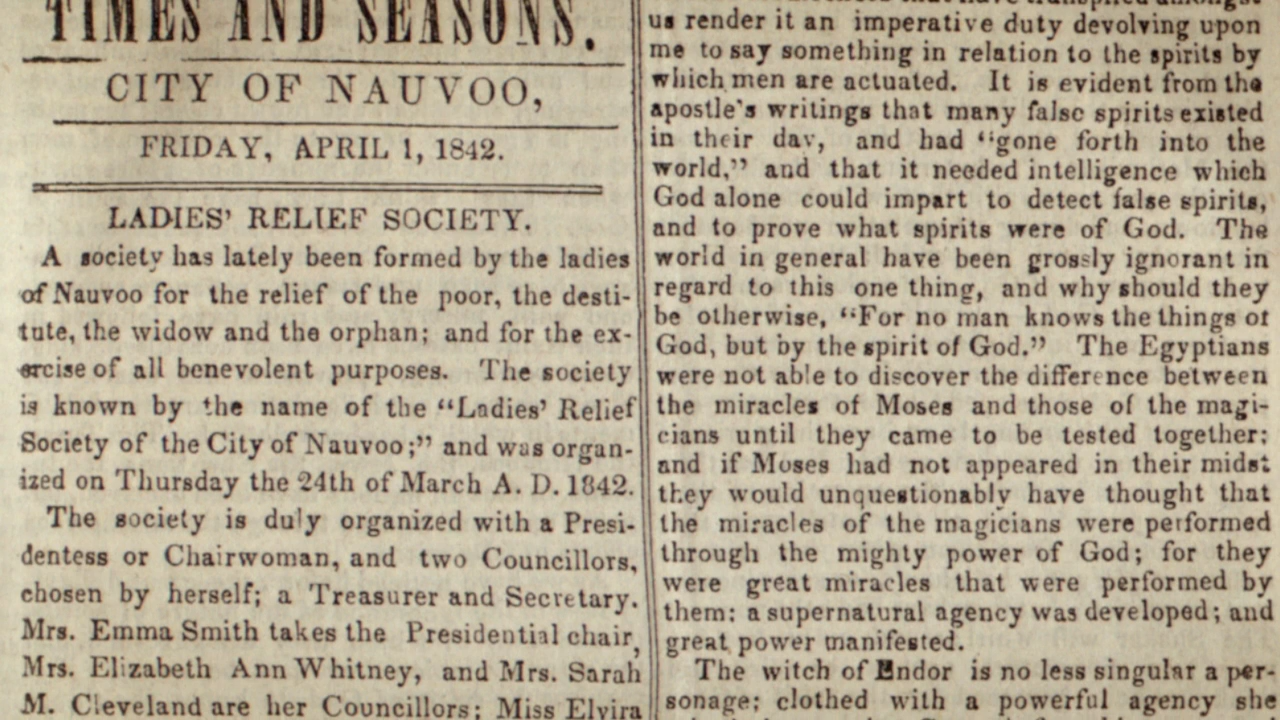 TIMES AND SEASONS.
CITY OF NAUVOO,
FRIDAY, APRIL 1, 1842.
LADIES' RELIEF SOCIETY.
A society has lately been formed by the ladies
of Nauvoo for the relief of the poor, the desti-
tute, the widow and the orphan; and for the ex-
ercise of all benevolent purposes. The society
is known by the name of the "Ladies' Relief
Society of the City of Nauvoo;" and was organ-
ized on Thursday the 24th of March A. D. 1842.
The society is duly organized with a Presi-
dentess or Chairwoman, and two Councillors,
chosen by herself; a Treasurer and Secretary.
Mrs. Emma Smith takes the Presidential chair,
Mrs. Elizabeth Ann Whitney, and Mrs. Sarah
M. Cleveland are her Councillors; Miss Elvira
us render it an imperative duty devolving upon
me to say something in relation to the spirits by
which men are actuated. It is evident from the
apostle's writings that many false spirits existed
in their day, and had "gone forth into the
world," and that it needed intelligence which
God alone could impart to detect false spirits,
and to prove what spirits were of God. The
world in general have been grossly ignorant in
regard to this one thing, and why should they
be otherwise, "For no man knows the things of
God, but by the spirit of God." The Egyptians
were not able to discover the difference between
the miracles of Moses and those of the magi-
cians until they came to be tested together;
and if Moses had not appeared in their midst
they would unquestionably have thought that
the miracles of the magicians were performed
through the mighty power of God; for they
were great miracles that were performed by
them: a supernatural agency was developed; and
great power manifested.
The witch of Endor is no less singular a per-
sonage; clothed with a powerful agency she